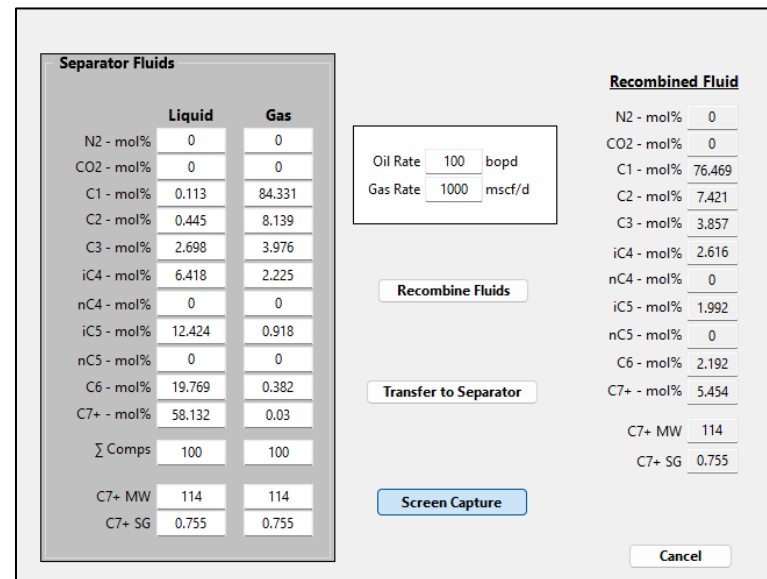 Separator Fluids
Liquid Gas
N2 - mol% 0 0
CO2 - mol% 0 0
C1 - mol% 0.113 84.331
C2 - mol% 0.445 8.139
C3 - mol% 2.698 3.976
iC4 - mol% 6.418 2.225
nC4 - mol% 0 0
iC5 - mol% 12.424 0.918
nC5 - mol% 0 0
C6 - mol% 19.769 0.382
C7+ - mol% 58.132 0.03
∑ Comps 100 100
C7+ MW 114 114
C7+ SG 0.755 0.755
Oil Rate 100 bopd
Gas Rate 1000 mscf/d
Recombine Fluids
Transfer to Separator
Screen Capture
Recombined Fluid
N2 - mol% 0
CO2 - mol% 0
C1 - mol% 76.469
C2 - mol% 7.421
C3 - mol% 3.857
iC4 - mol% 2.616
nC4 - mol% 0
iC5 - mol% 1.992
nC5 - mol% 0
C6 - mol% 2.192
C7+ - mol% 5.454
C7+ MW 114
C7+ SG 0.755
Cancel